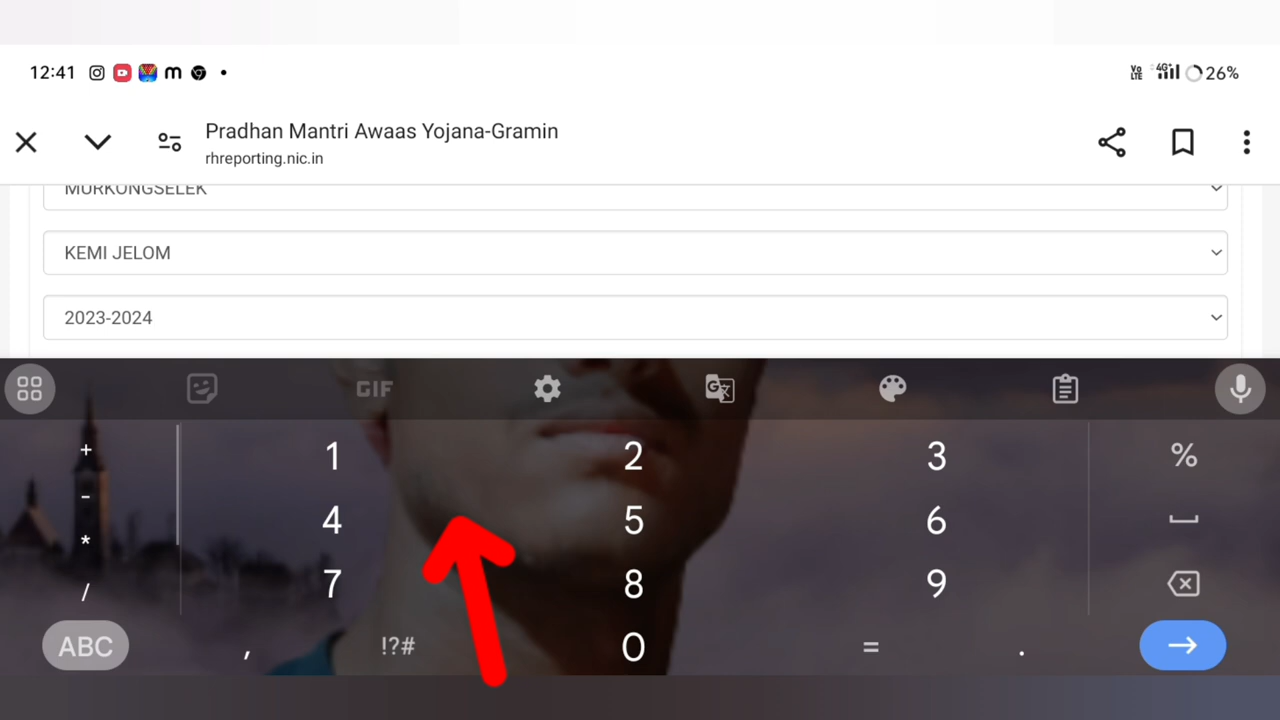 12:41 26%
Pradhan Mantri Awaas Yojana-Gramin
rhreporting.nic.in
MURKONGSELEK
KEMI JELOM
2023-2024
GIF
+ 1 2 3 %
-
4 5 6
*
7 8 9
/
ABC , !?# 0 = .